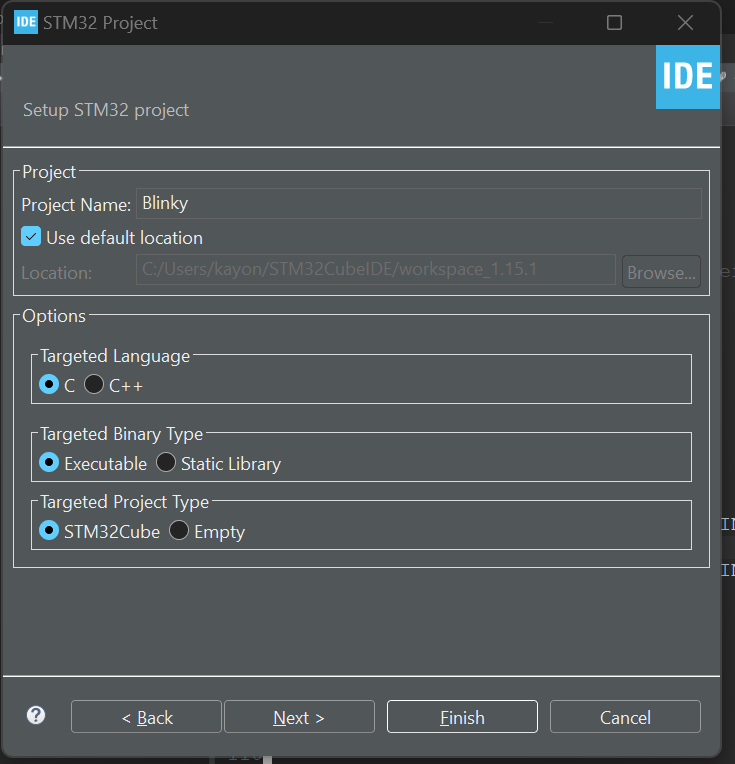 IDE STM32 Project
IDE
Setup STM32 project
Project
Project Name: Blinky
Use default location
Location: C:/Users/kayon/STM32CubeIDE/workspace_1.15.1 Browse...
Options
Targeted Language
C C++
Targeted Binary Type
Executable Static Library
Targeted Project Type
STM32Cube Empty
? < Back Next > Finish Cancel